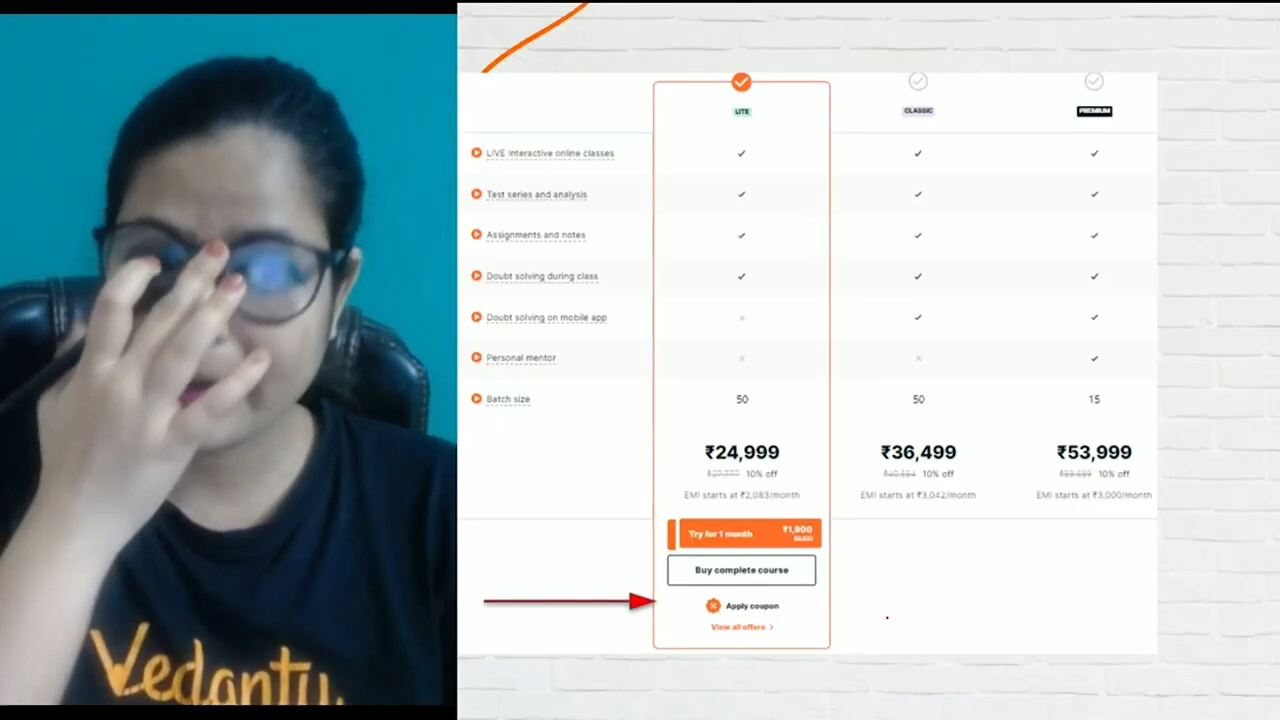 Vedantu
LITE CLASSIC PREMIUM
LIVE Interactive online classes
Test series and analysis
Assignments and notes
Doubt solving during class
Doubt solving on mobile app
Personal mentor
Batch size 50 50 15
₹24,999 ₹36,499 ₹53,999
10% off 10% off 10% off
EMI starts at ₹2,083/month EMI starts at ₹3,042/month EMI starts at ₹3,000/month
Try for 1 month ₹1,800
Buy complete course
Apply coupon
View all offers >